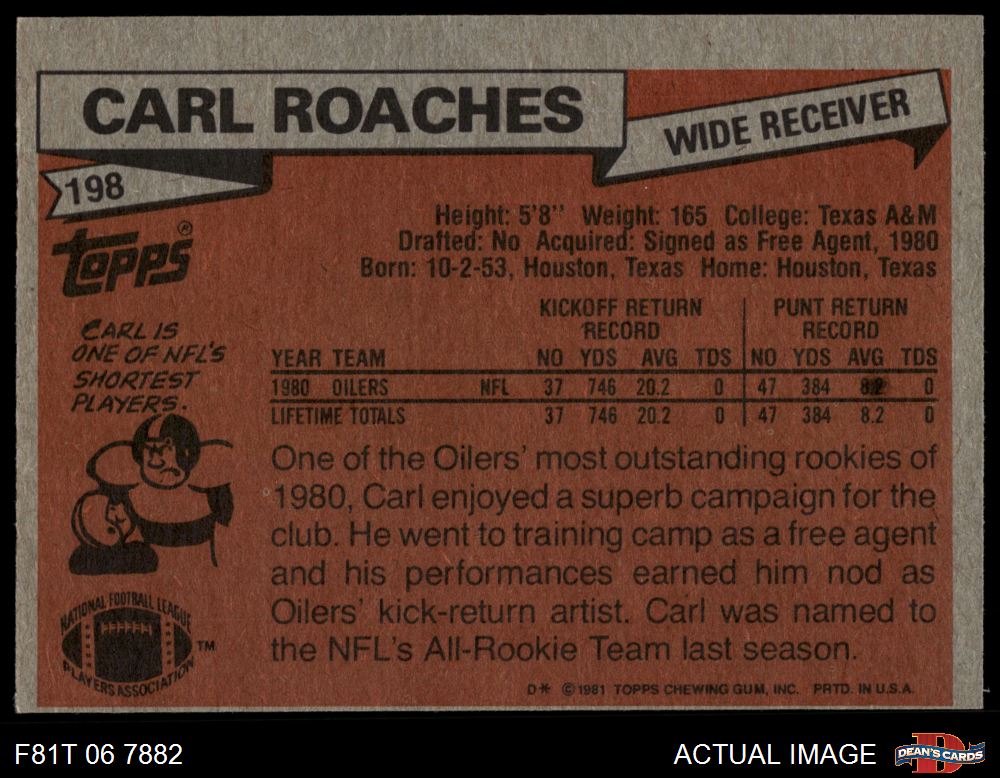 CARL ROACHES
WIDE RECEIVER
198
topps®
Height: 5'8" Weight: 165 College: Texas A&M
Drafted: No Acquired: Signed as Free Agent, 1980
Born: 10-2-53, Houston, Texas Home: Houston, Texas
CARL IS
ONE OF NFL'S
SHORTEST
PLAYERS.
KICKOFF RETURN RECORD PUNT RETURN RECORD
YEAR TEAM NO YDS AVG TDS NO YDS AVG TDS
1980 OILERS NFL 37 746 20.2 0 47 384 8.2 0
LIFETIME TOTALS 37 746 20.2 0 47 384 8.2 0
One of the Oilers' most outstanding rookies of
1980, Carl enjoyed a superb campaign for the
club. He went to training camp as a free agent
and his performances earned him nod as
Oilers' kick-return artist. Carl was named to
the NFL's All-Rookie Team last season.
NATIONAL FOOTBALL LEAGUE
PLAYERS ASSOCIATION
TM
D* ©1981 TOPPS CHEWING GUM, INC. PRTD. IN U.S.A.
F81T 06 7882
ACTUAL IMAGE
DEAN'S CARDS